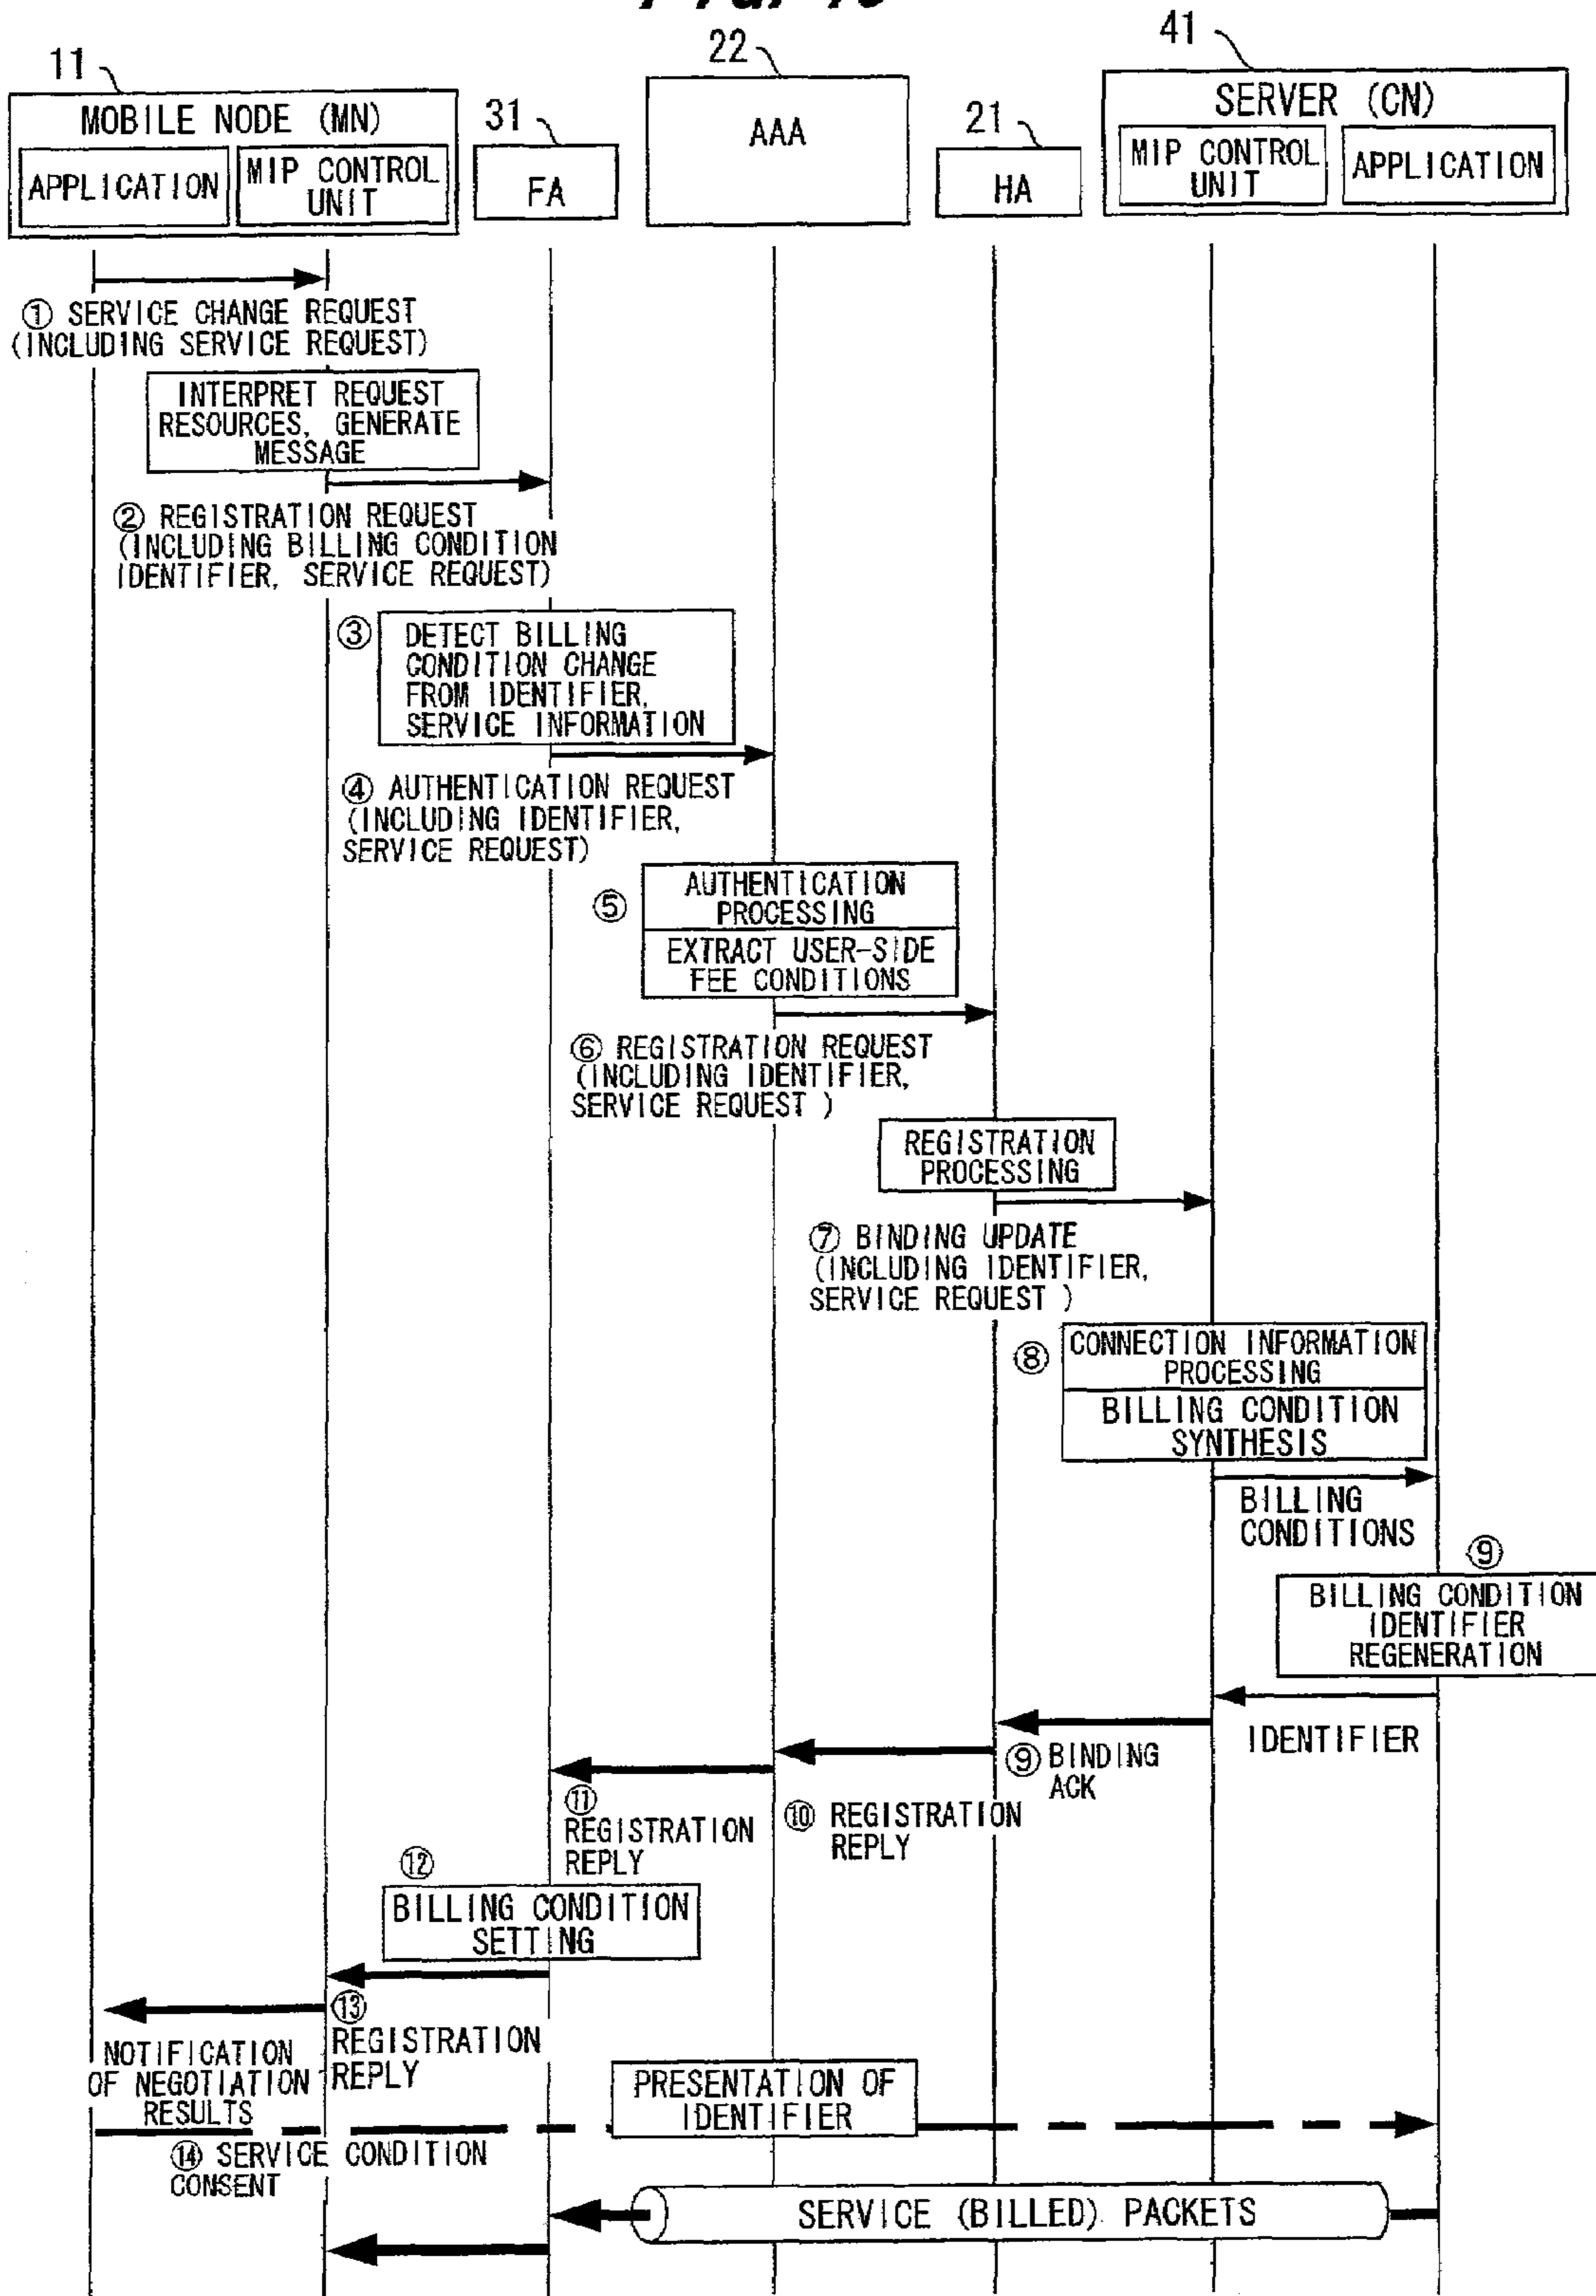 11
22
41
MOBILE NODE (MN)
31
AAA
21
SERVER (CN)
APPLICATION
MIP CONTROL
UNIT
FA
HA
MIP CONTROL
UNIT
APPLICATION
① SERVICE CHANGE REQUEST
(INCLUDING SERVICE REQUEST)
INTERPRET REQUEST
RESOURCES, GENERATE
MESSAGE
② REGISTRATION REQUEST
(INCLUDING BILLING CONDITION
IDENTIFIER, SERVICE REQUEST)
③
DETECT BILLING
CONDITION CHANGE
FROM IDENTIFIER,
SERVICE INFORMATION
④ AUTHENTICATION REQUEST
(INCLUDING IDENTIFIER,
SERVICE REQUEST)
⑤
AUTHENTICATION
PROCESSING
EXTRACT USER-SIDE
FEE CONDITIONS
⑥ REGISTRATION REQUEST
(INCLUDING IDENTIFIER,
SERVICE REQUEST )
REGISTRATION
PROCESSING
⑦ BINDING UPDATE
(INCLUDING IDENTIFIER,
SERVICE REQUEST )
⑧
CONNECTION INFORMATION
PROCESSING
BILLING CONDITION
SYNTHESIS
BILLING
CONDITIONS
⑨
BILLING CONDITION
IDENTIFIER
REGENERATION
IDENTIFIER
⑨ BINDING
ACK
⑩ REGISTRATION
REPLY
⑪
REGISTRATION
REPLY
⑫
BILLING CONDITION
SETTING
⑬
REGISTRATION
REPLY
NOTIFICATION
OF NEGOTIATION
RESULTS
PRESENTATION OF
IDENTIFIER
⑭ SERVICE CONDITION
CONSENT
SERVICE (BILLED) PACKETS